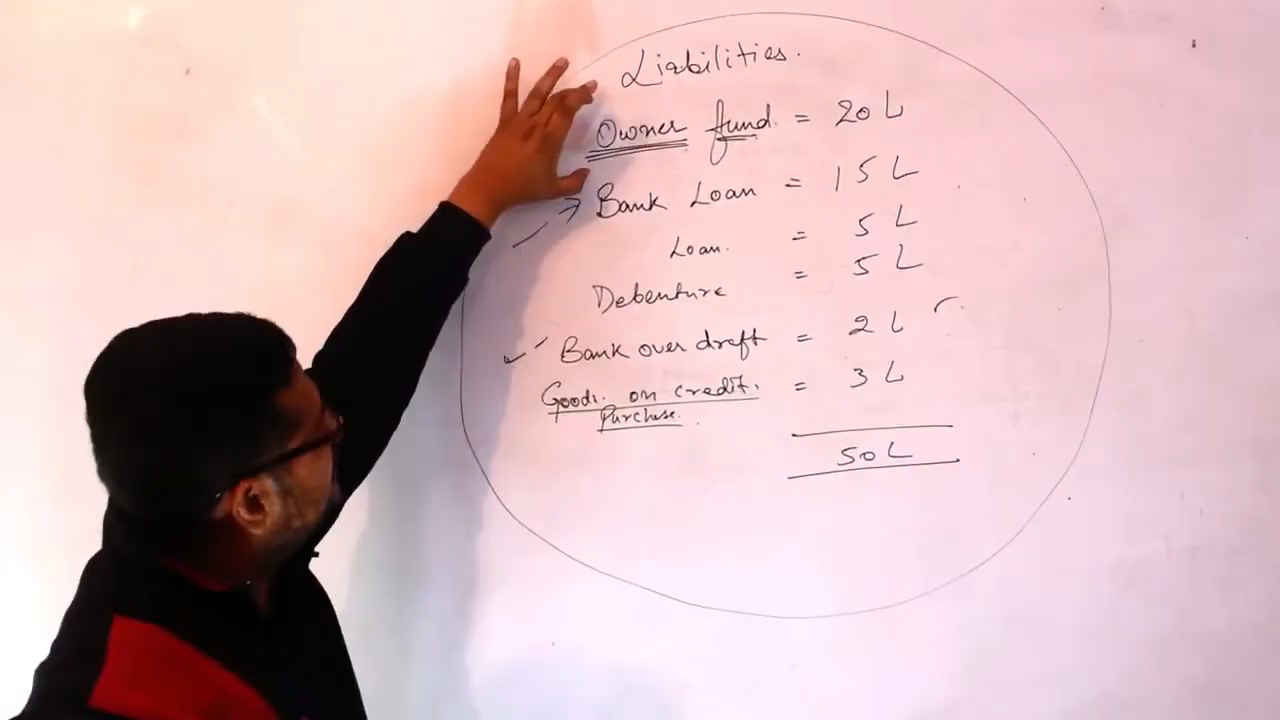 Liabilities.
Owner fund. = 20 L
→ Bank Loan = 15 L
Loan. = 5 L
Debenture = 5 L
✓ Bank over draft = 2 L
Goods. on credit. = 3 L
Purchase.
50 L